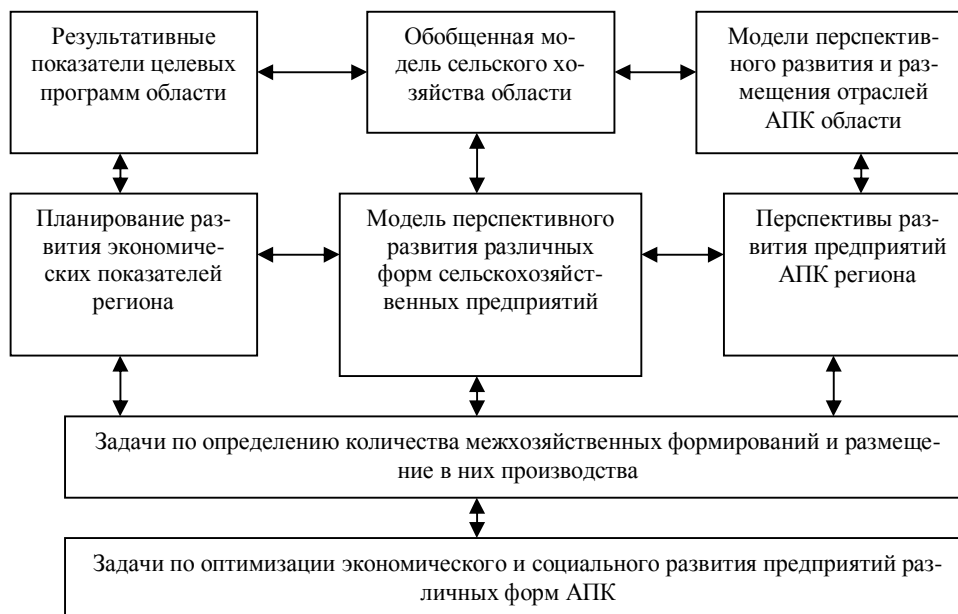 Результативные
показатели целевых
программ области
Обобщенная мо-
дель сельского хо-
зяйства области
Модели перспектив-
ного развития и раз-
мещения отраслей
АПК области
Планирование раз-
вития экономиче-
ских показателей
региона
Модель перспективного
развития различных
форм сельскохозяйст-
венных предприятий
Перспективы раз-
вития предприятий
АПК региона
Задачи по определению количества межхозяйственных формирований и размеще-
ние в них производства
Задачи по оптимизации экономического и социального развития предприятий раз-
личных форм АПК